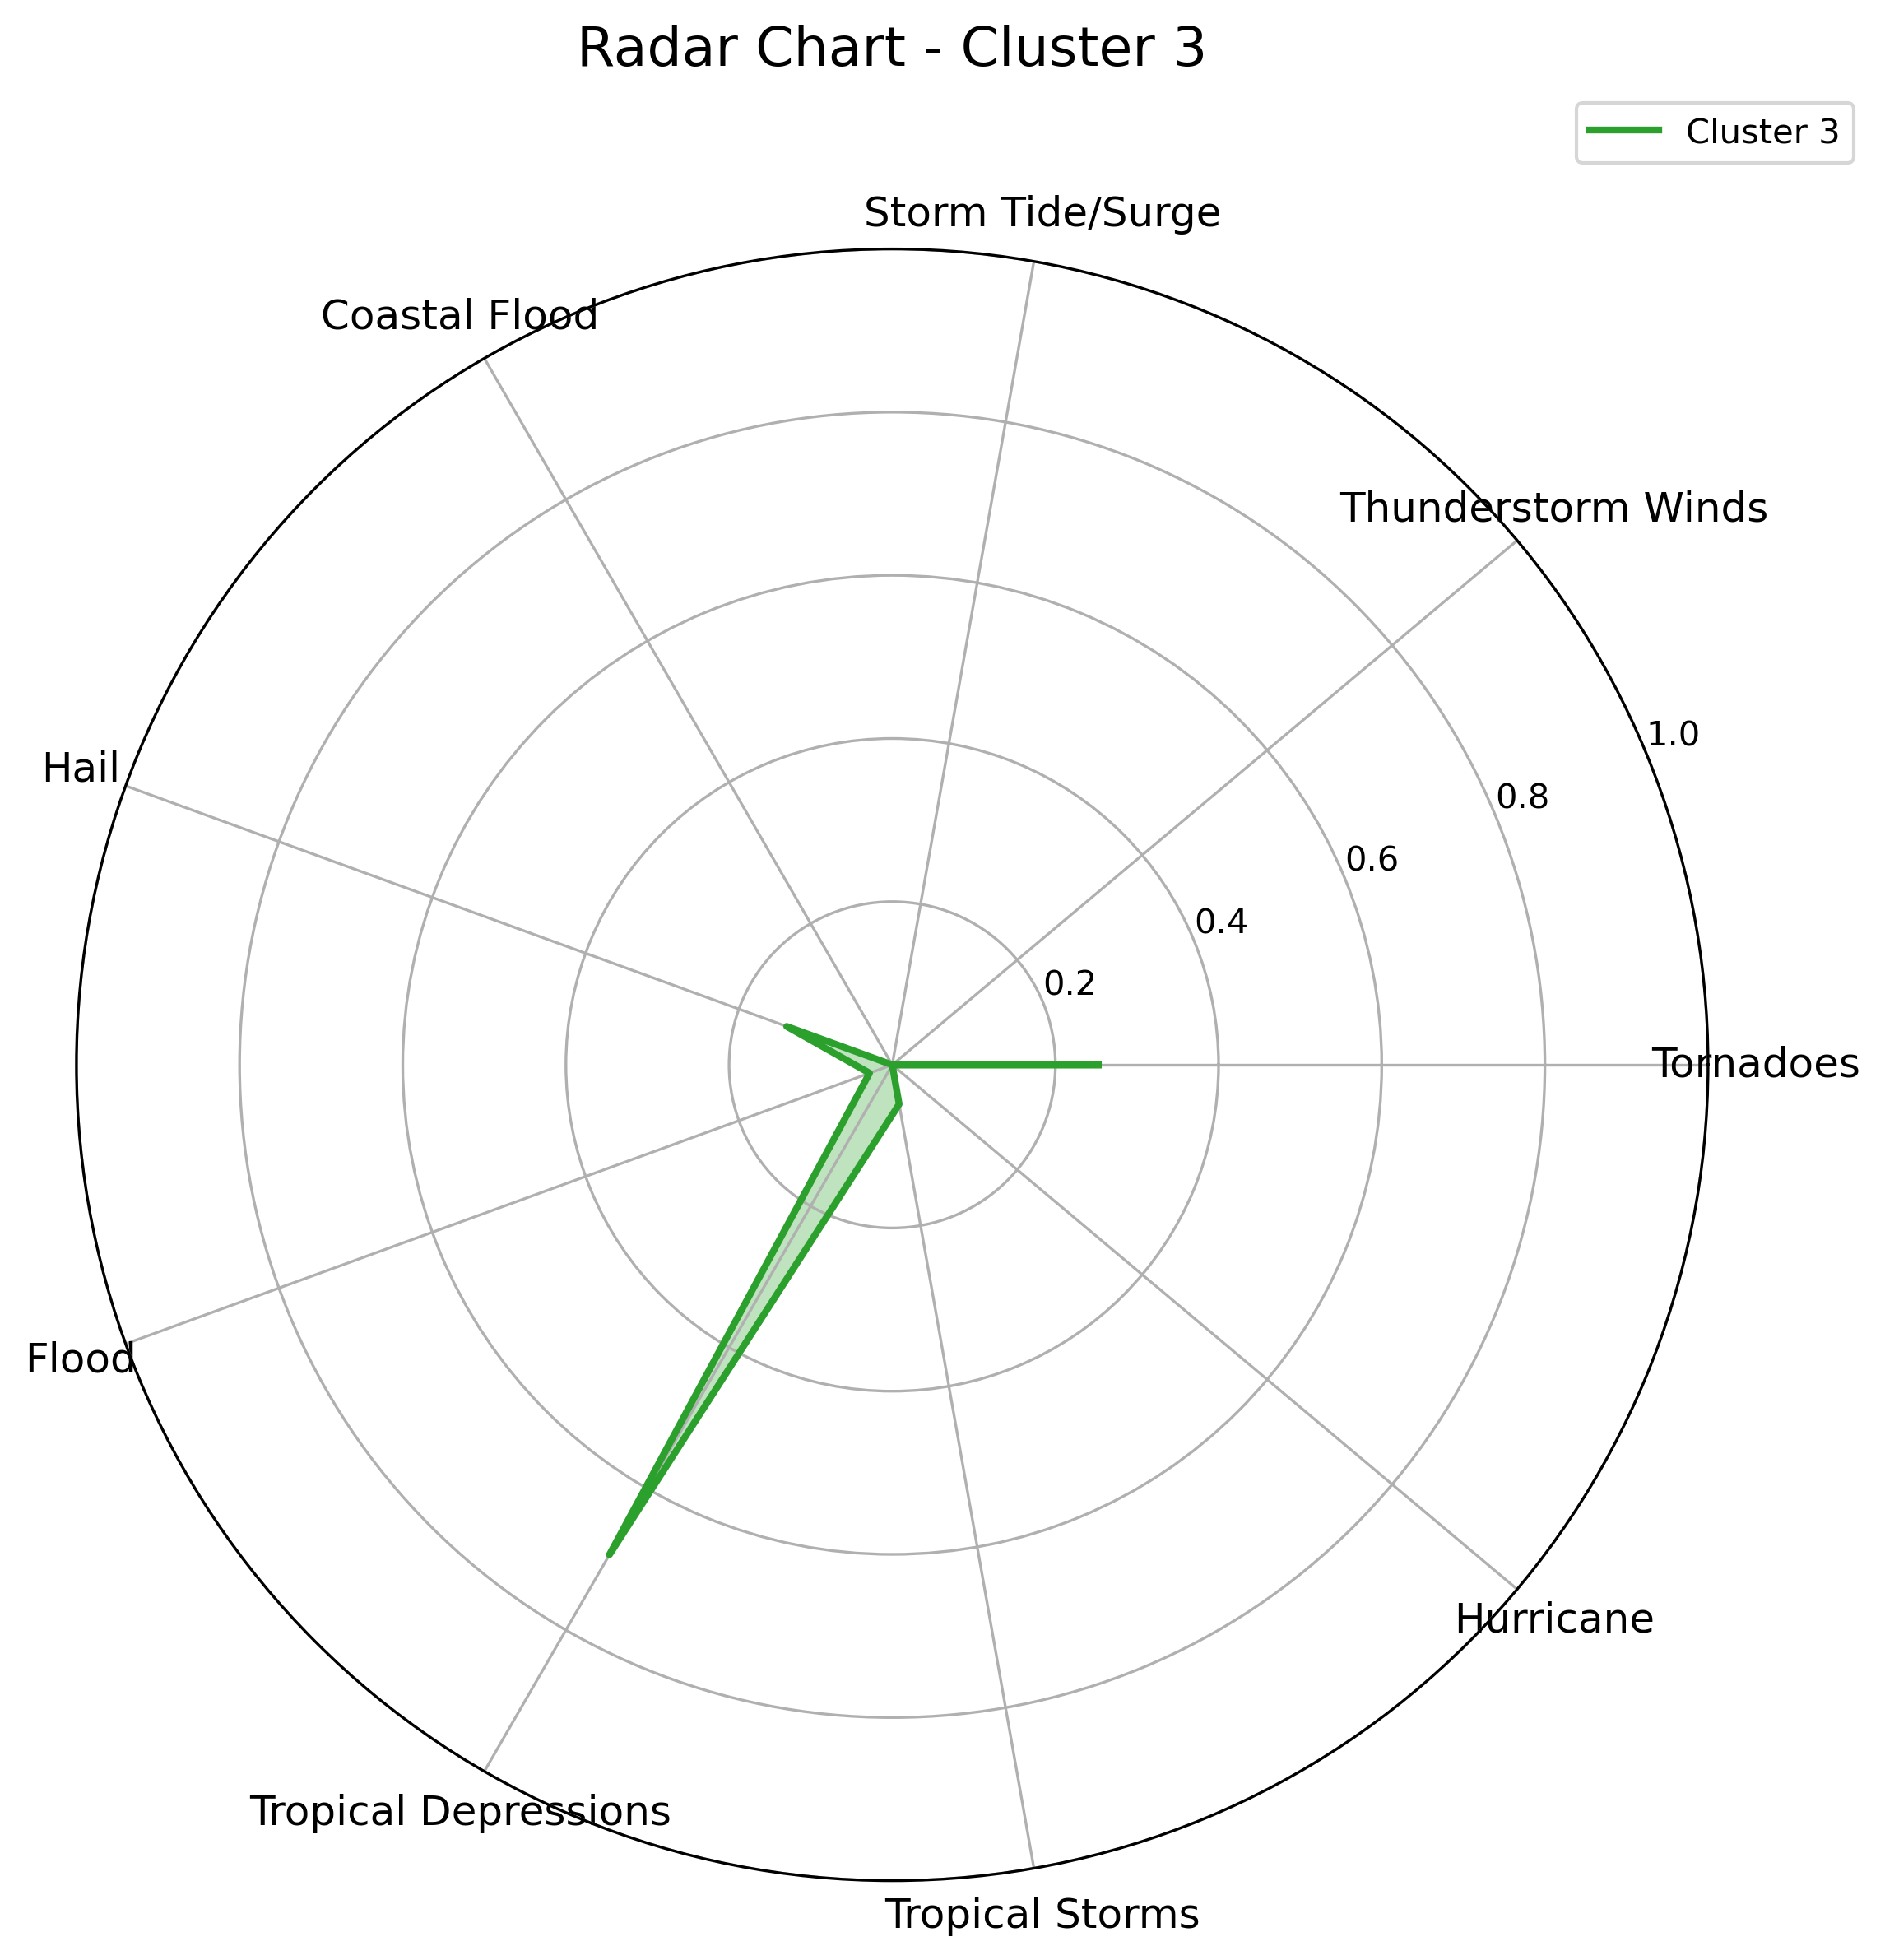 Radar Chart - Cluster 3
Cluster 3
Storm Tide/Surge
Coastal Flood
Thunderstorm Winds
1.0
Hail
0.8
0.6
0.4
0.2
Tornadoes
Flood
Hurricane
Tropical Depressions
Tropical Storms